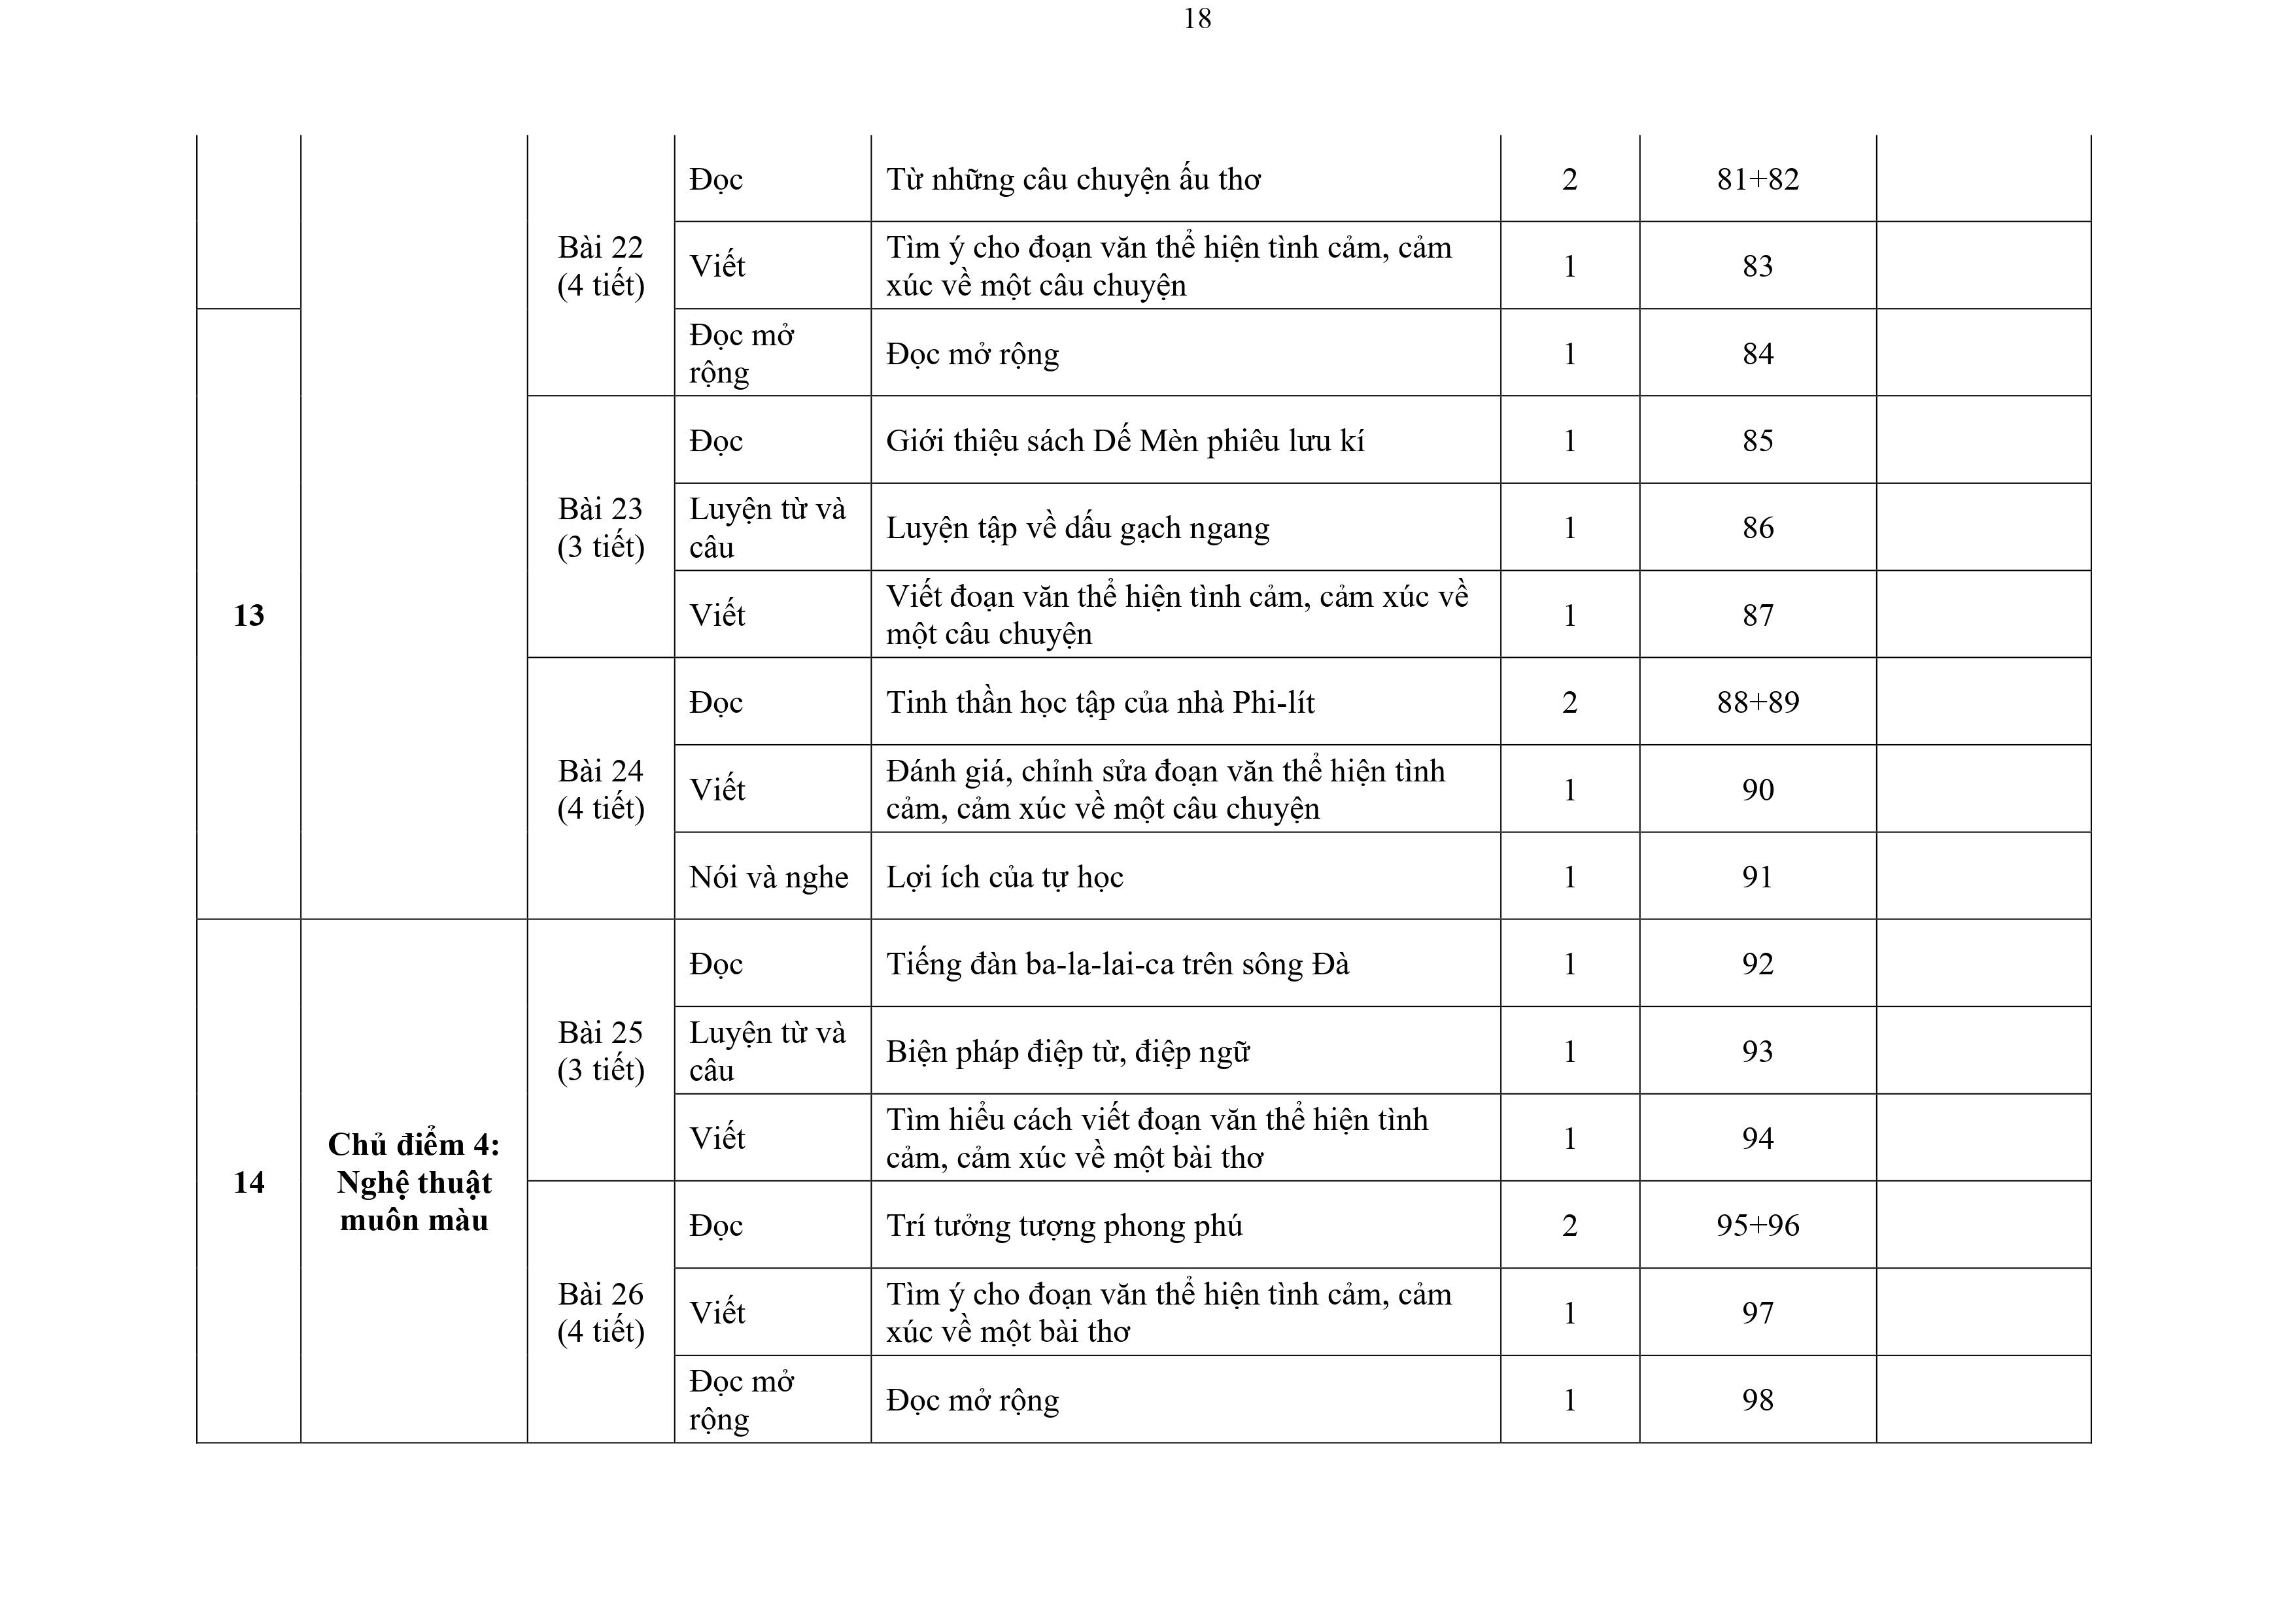 18
Đọc
Từ những câu chuyện ấu thơ
2
81+82
Bài 22
(4 tiết)
Viết
Tìm ý cho đoạn văn thể hiện tình cảm, cảm
xúc về một câu chuyện
1
83
Đọc mở
rộng
Đọc mở rộng
1
84
13
Bài 23
(3 tiết)
Đọc
Giới thiệu sách Dế Mèn phiêu lưu kí
1
85
Luyện từ và
câu
Luyện tập về dấu gạch ngang
1
86
Viết
Viết đoạn văn thể hiện tình cảm, cảm xúc về
một câu chuyện
1
87
Bài 24
(4 tiết)
Đọc
Tinh thần học tập của nhà Phi-lít
2
88+89
Viết
Đánh giá, chỉnh sửa đoạn văn thể hiện tình
cảm, cảm xúc về một câu chuyện
1
90
Nói và nghe
Lợi ích của tự học
1
91
14
Chủ điểm 4:
Nghệ thuật
muôn màu
Bài 25
(3 tiết)
Đọc
Tiếng đàn ba-la-lai-ca trên sông Đà
1
92
Luyện từ và
câu
Biện pháp điệp từ, điệp ngữ
1
93
Viết
Tìm hiểu cách viết đoạn văn thể hiện tình
cảm, cảm xúc về một bài thơ
1
94
Bài 26
(4 tiết)
Đọc
Trí tưởng tượng phong phú
2
95+96
Viết
Tìm ý cho đoạn văn thể hiện tình cảm, cảm
xúc về một bài thơ
1
97
Đọc mở
rộng
Đọc mở rộng
1
98